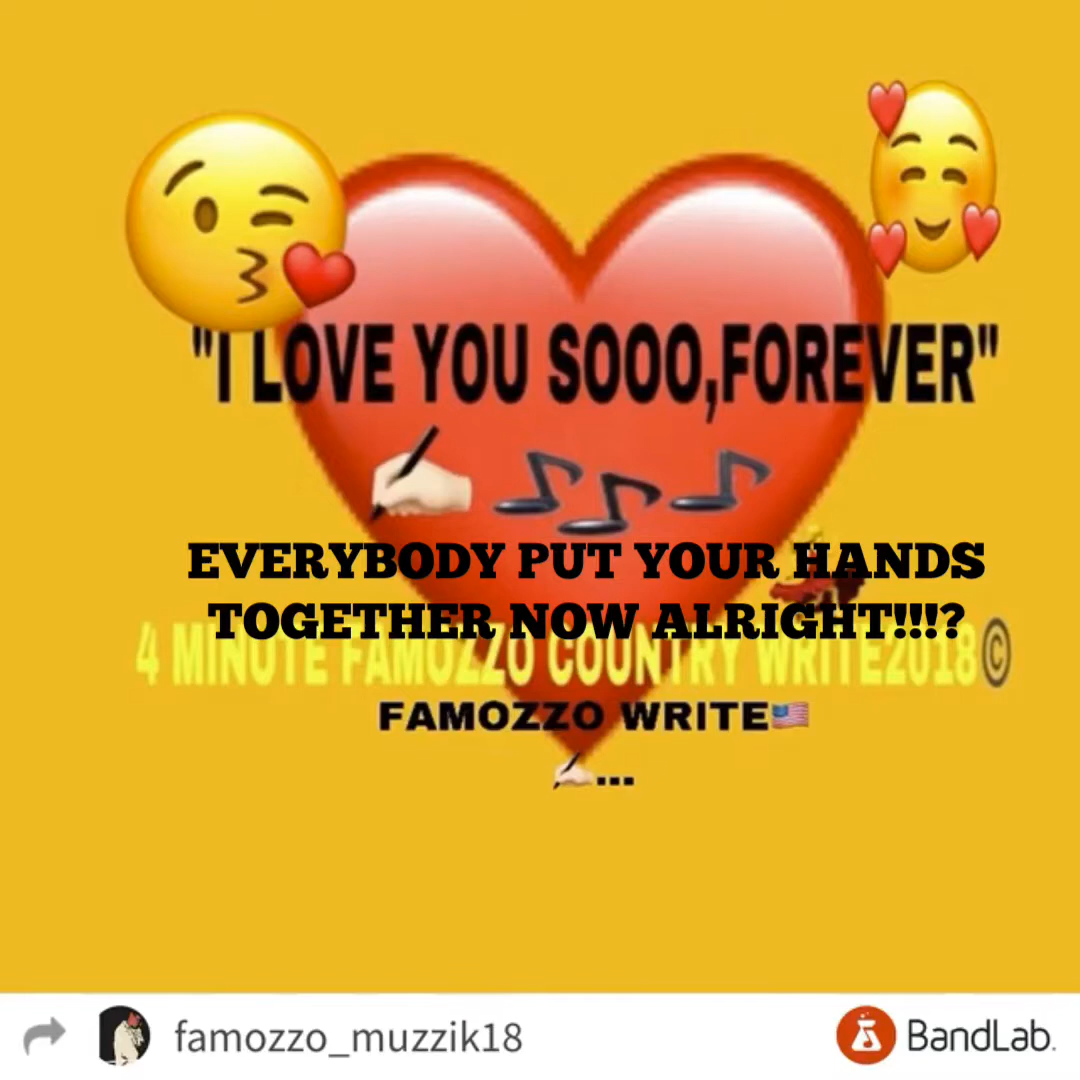 "I LOVE YOU SOOO,FOREVER"
EVERYBODY PUT YOUR HANDS
TOGETHER NOW ALRIGHT!!!?
4 MINUTE FAMOZZO COUNTRY WRITE2018©
FAMOZZO WRITE🇺🇸
✍🏻...
famozzo_muzzik18
BandLab.